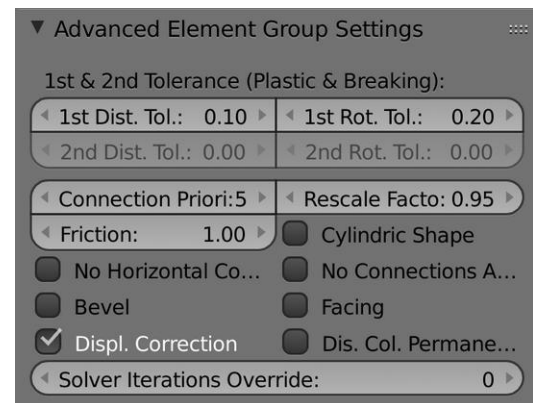 Advanced Element Group Settings
1st & 2nd Tolerance (Plastic & Breaking):
1st Dist. Tol.: 0.10 1st Rot. Tol.: 0.20
2nd Dist. Tol.: 0.00 2nd Rot. Tol.: 0.00
Connection Priori:5 Rescale Facto: 0.95
Friction: 1.00 Cylindric Shape
No Horizontal Co... No Connections A...
Bevel Facing
Displ. Correction Dis. Col. Permane...
Solver Iterations Override: 0